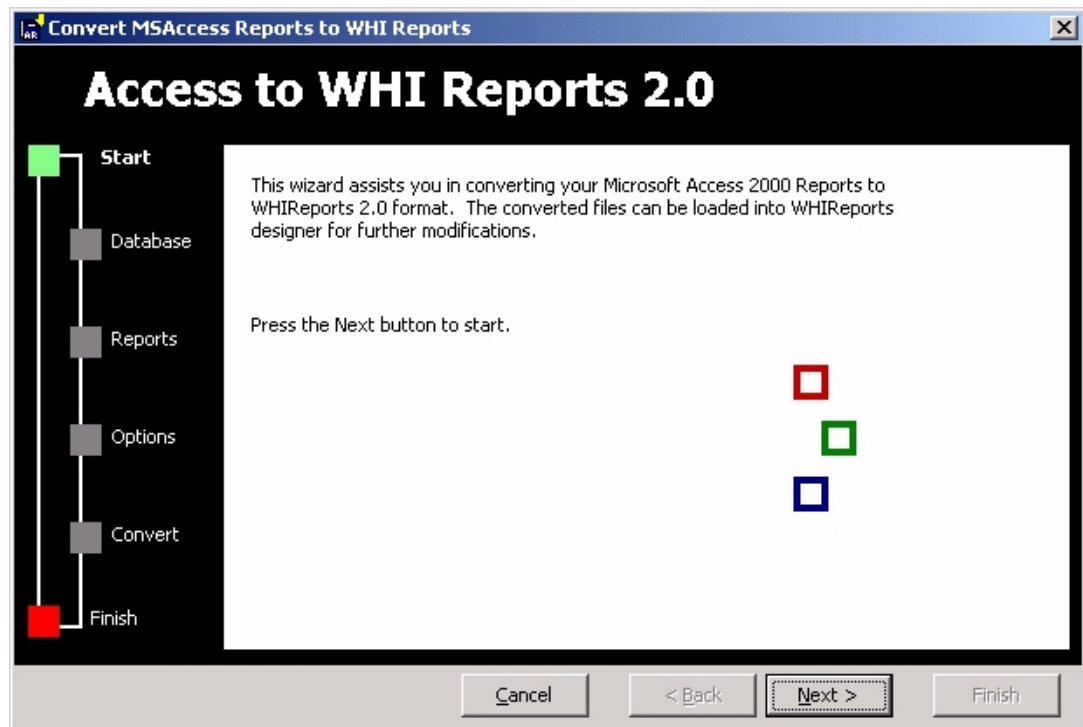 Convert MSAccess Reports to WHI Reports
Access to WHI Reports 2.0
Start
Database
Reports
Options
Convert
Finish
This wizard assists you in converting your Microsoft Access 2000 Reports to
WHIReports 2.0 format.  The converted files can be loaded into WHIReports
designer for further modifications.
Press the Next button to start.
Cancel
< Back
Next >
Finish